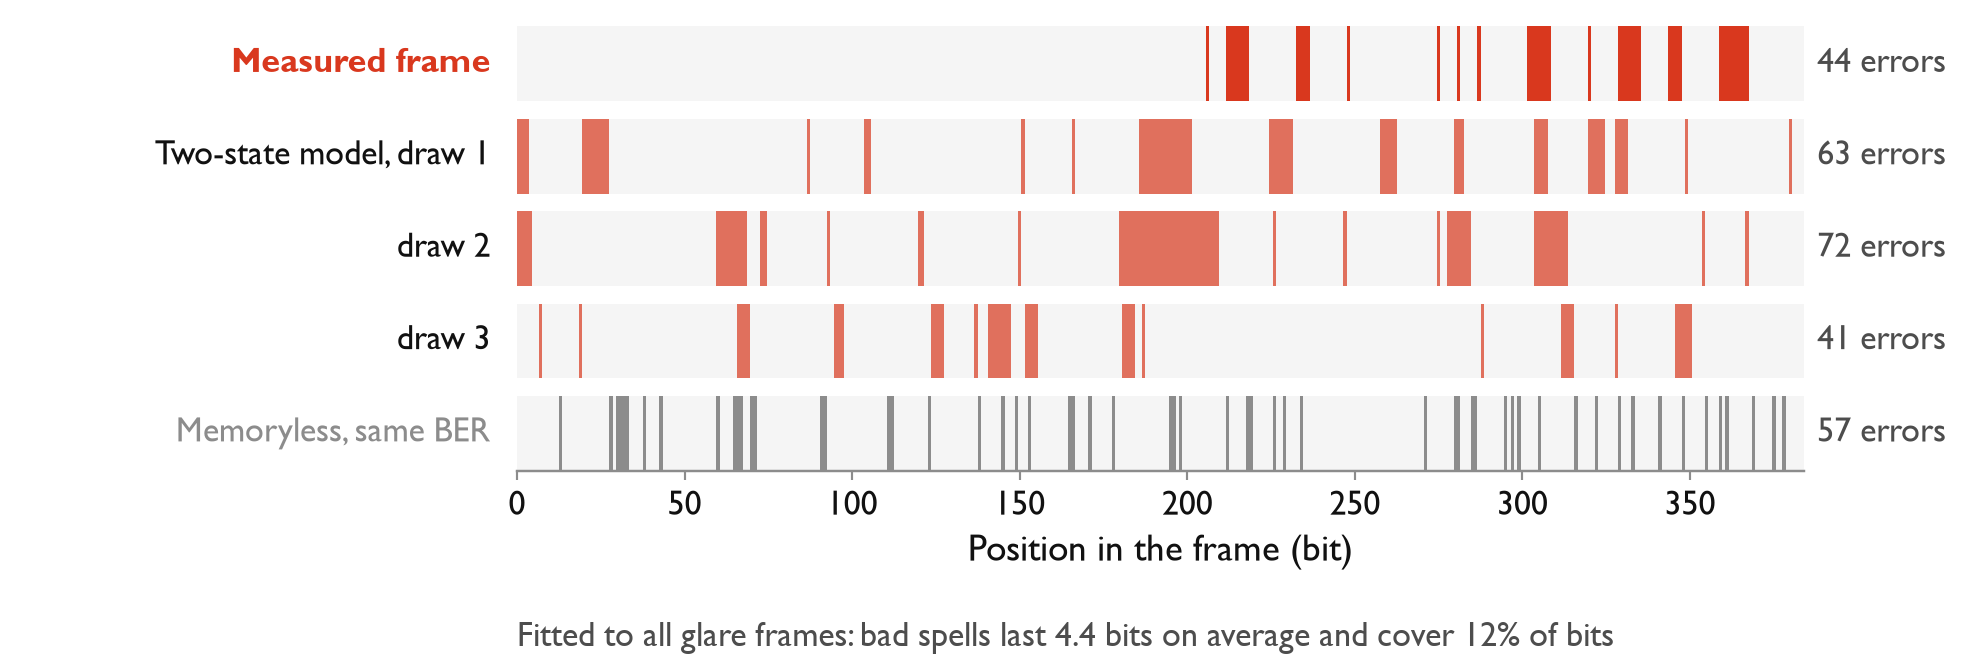 Measured frame 44 errors
Two-state model, draw 1 63 errors
draw 2 72 errors
draw 3 41 errors
Memoryless, same BER 57 errors
0 50 100 150 200 250 300 350
Position in the frame (bit)
Fitted to all glare frames: bad spells last 4.4 bits on average and cover 12% of bits